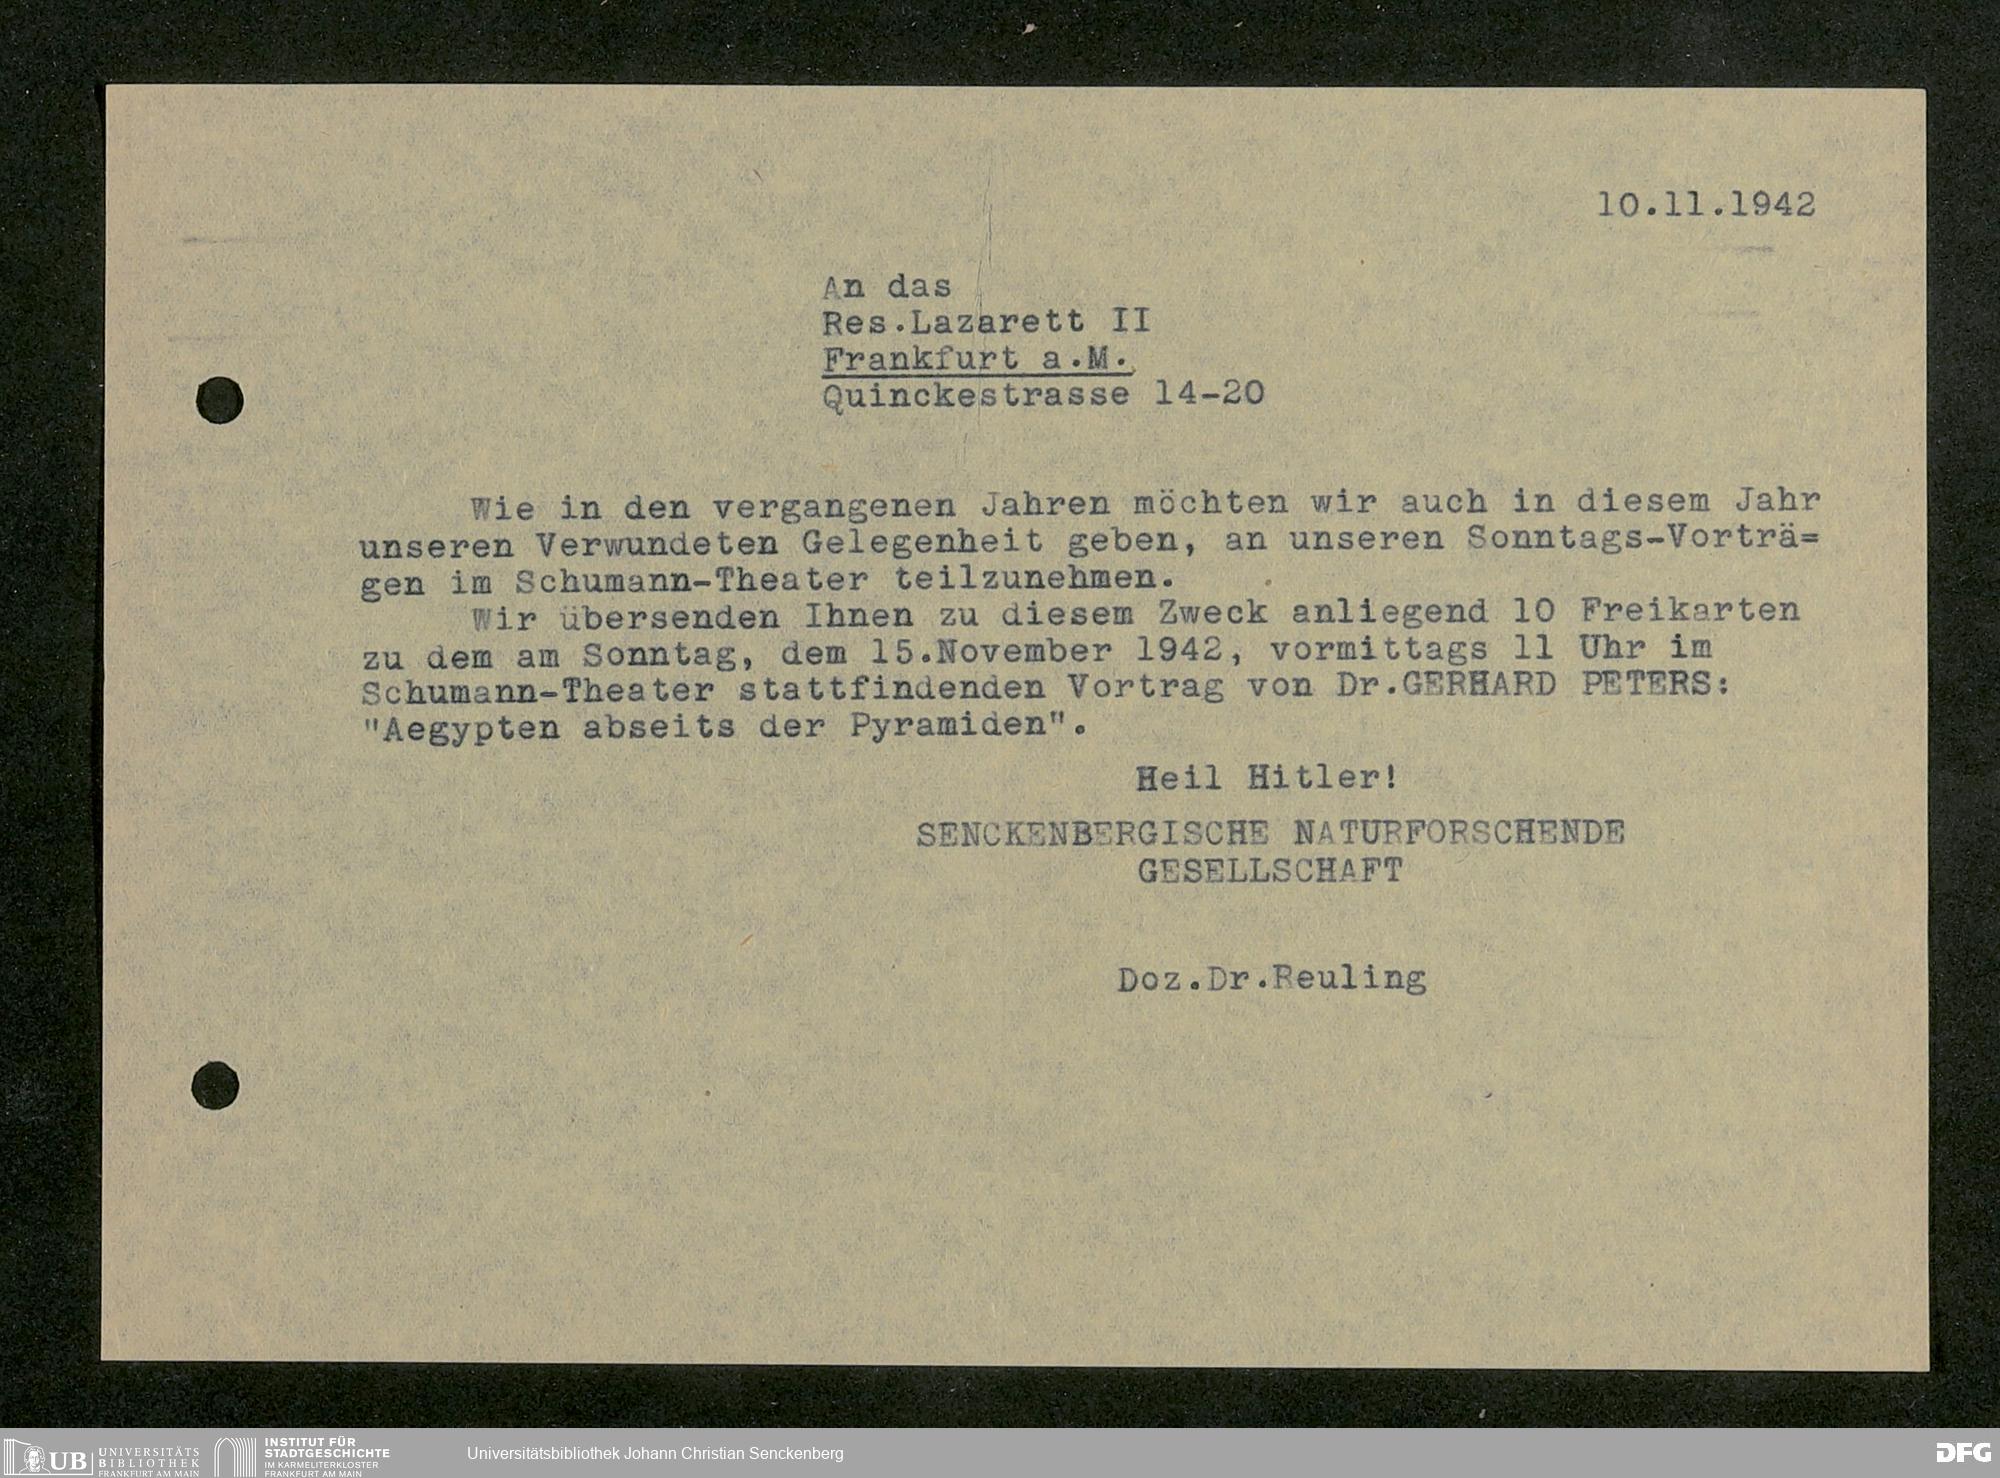 10.11.1942
An das
Res.Lazarett II
Frankfurt a.M.
Quinckestrasse 14-20
Wie in den vergangenen Jahren möchten wir auch in diesem Jahr
unseren Verwundeten Gelegenheit geben, an unseren Sonntags-Vorträ=
gen im Schumann-Theater teilzunehmen.
Wir übersenden Ihnen zu diesem Zweck anliegend 10 Freikarten
zu dem am Sonntag, dem 15.November 1942, vormittags 11 Uhr im
Schumann-Theater stattfindenden Vortrag von Dr.GERHARD PETERS:
"Aegypten abseits der Pyramiden".
Heil Hitler!
SENCKENBERGISCHE NATURFORSCHENDE
GESELLSCHAFT
Doz.Dr.Reuling
UB
UNIVERSITÄTS
BIBLIOTHEK
FRANKFURT AM MAIN
INSTITUT FÜR
STADTGESCHICHTE
IM KARMELITERKLOSTER
FRANKFURT AM MAIN
Universitätsbibliothek Johann Christian Senckenberg
DFG